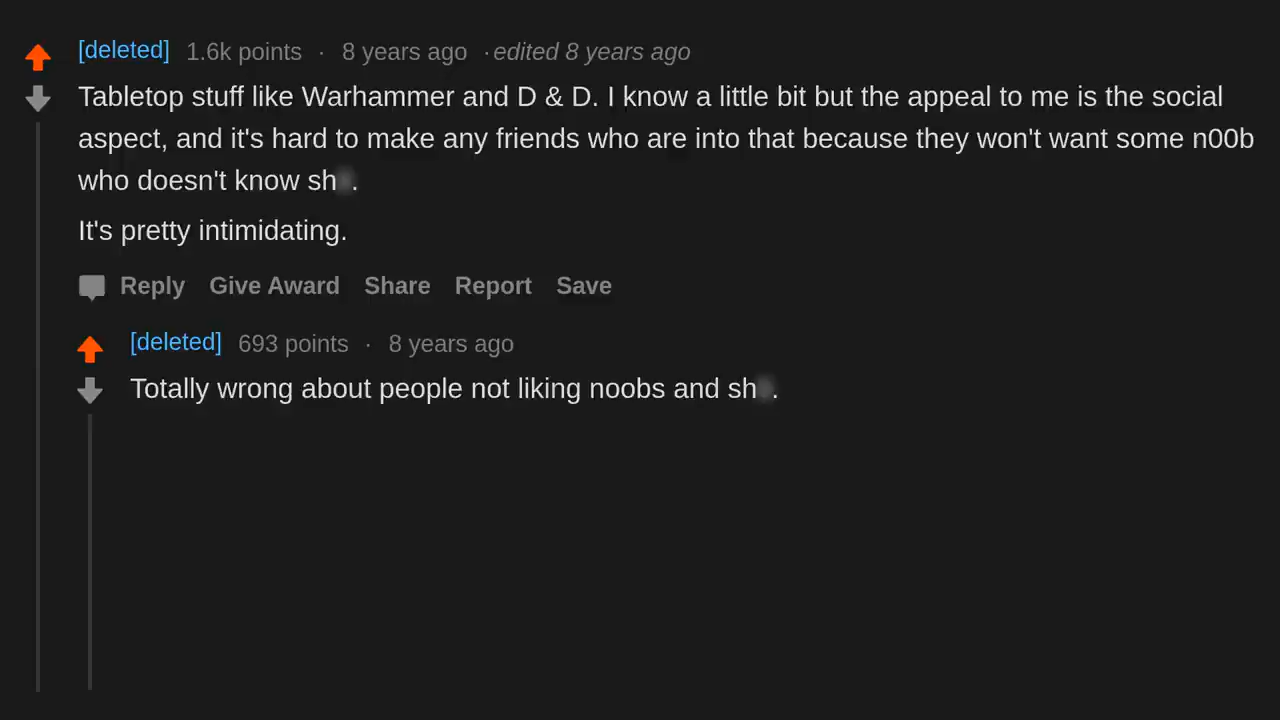 [deleted] 1.6k points · 8 years ago · edited 8 years ago
Tabletop stuff like Warhammer and D & D. I know a little bit but the appeal to me is the social
aspect, and it's hard to make any friends who are into that because they won't want some n00b
who doesn't know sh .
It's pretty intimidating.
Reply Give Award Share Report Save
[deleted] 693 points · 8 years ago
Totally wrong about people not liking noobs and sh .